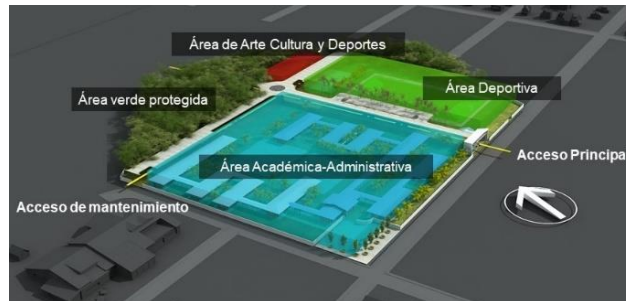 Área de Arte Cultura y Deportes
Área Deportiva
Área verde protegida
Acceso Principa
Área Académica-Administrativa
Acceso de mantenimiento